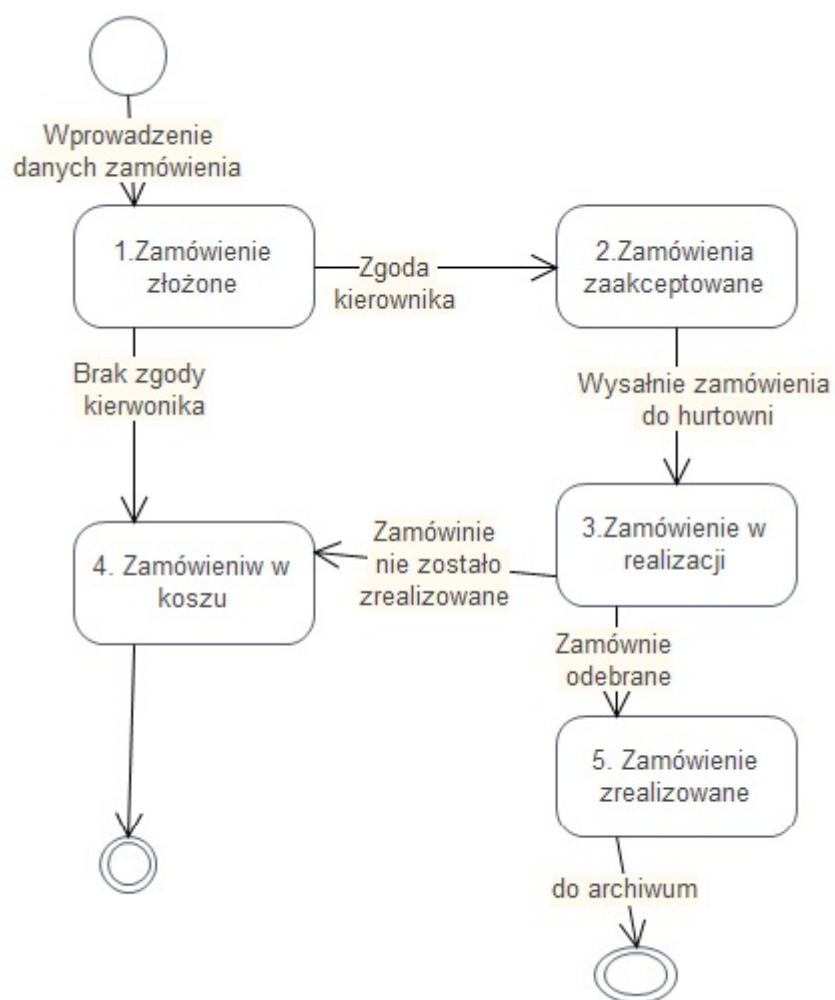 Wprowadzenie
danych zamówienia
1.Zamówienie
złożone
Zgoda
kierownika
2.Zamówienia
zaakceptowane
Brak zgody
kierwonika
Wysałnie zamówienia
do hurtowni
4. Zamówieniw w
koszu
Zamówinie
nie zostało
zrealizowane
3.Zamówienie w
realizacji
Zamównie
odebrane
5. Zamówienie
zrealizowane
do archiwum